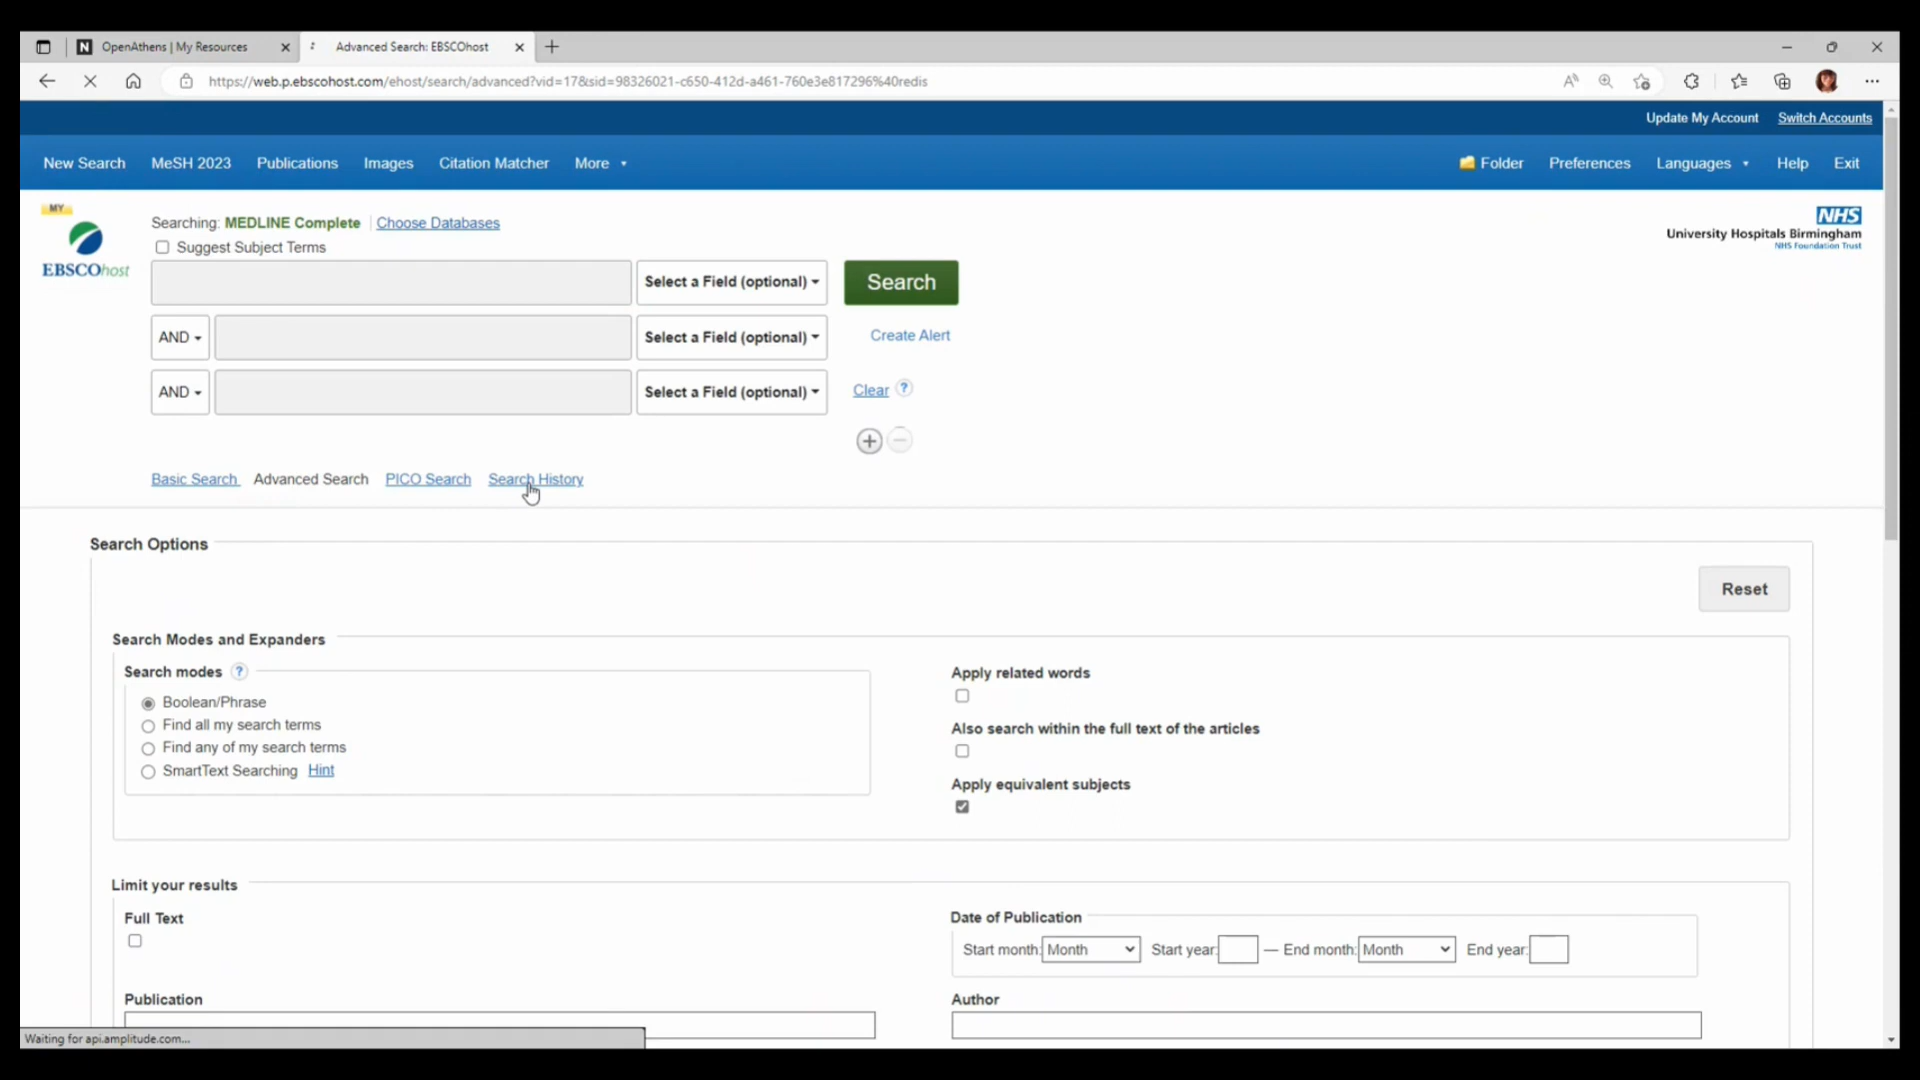 OpenAthens | My Resources
Advanced Search: EBSCOhost
https://web.p.ebscohost.com/ehost/search/advanced?vid=17&sid=98326021-c650-412d-a461-760e3e817296%40redis
Update My Account Switch Accounts
New Search MeSH 2023 Publications Images Citation Matcher More Folder Preferences Languages Help Exit
MY
EBSCOhost
Searching: MEDLINE Complete Choose Databases
NHS
University Hospitals Birmingham
NHS Foundation Trust
Suggest Subject Terms
Select a Field (optional) Search
AND Select a Field (optional) Create Alert
AND Select a Field (optional) Clear ?
Basic Search Advanced Search PICO Search Search History
Search Options
Reset
Search Modes and Expanders
Search modes ?
Boolean/Phrase
Find all my search terms
Find any of my search terms
SmartText Searching Hint
Apply related words
Also search within the full text of the articles
Apply equivalent subjects
Limit your results
Full Text
Date of Publication
Start month: Month Start year: — End month: Month End year:
Publication
Author
Waiting for api.amplitude.com...